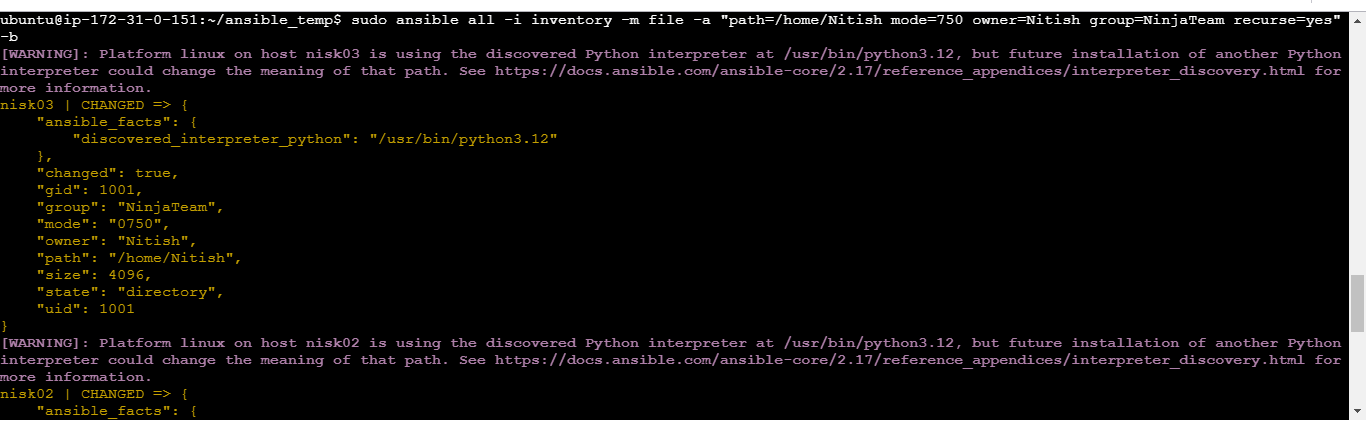 ubuntu@ip-172-31-0-151:~/ansible_temp$ sudo ansible all -i inventory -m file -a "path=/home/Nitish mode=750 owner=Nitish group=NinjaTeam recurse=yes"
-b
[WARNING]: Platform linux on host nisk03 is using the discovered Python interpreter at /usr/bin/python3.12, but future installation of another Python
interpreter could change the meaning of that path. See https://docs.ansible.com/ansible-core/2.17/reference_appendices/interpreter_discovery.html for
more information.
nisk03 | CHANGED => {
    "ansible_facts": {
        "discovered_interpreter_python": "/usr/bin/python3.12"
    },
    "changed": true,
    "gid": 1001,
    "group": "NinjaTeam",
    "mode": "0750",
    "owner": "Nitish",
    "path": "/home/Nitish",
    "size": 4096,
    "state": "directory",
    "uid": 1001
}
[WARNING]: Platform linux on host nisk02 is using the discovered Python interpreter at /usr/bin/python3.12, but future installation of another Python
interpreter could change the meaning of that path. See https://docs.ansible.com/ansible-core/2.17/reference_appendices/interpreter_discovery.html for
more information.
nisk02 | CHANGED => {
    "ansible_facts": {